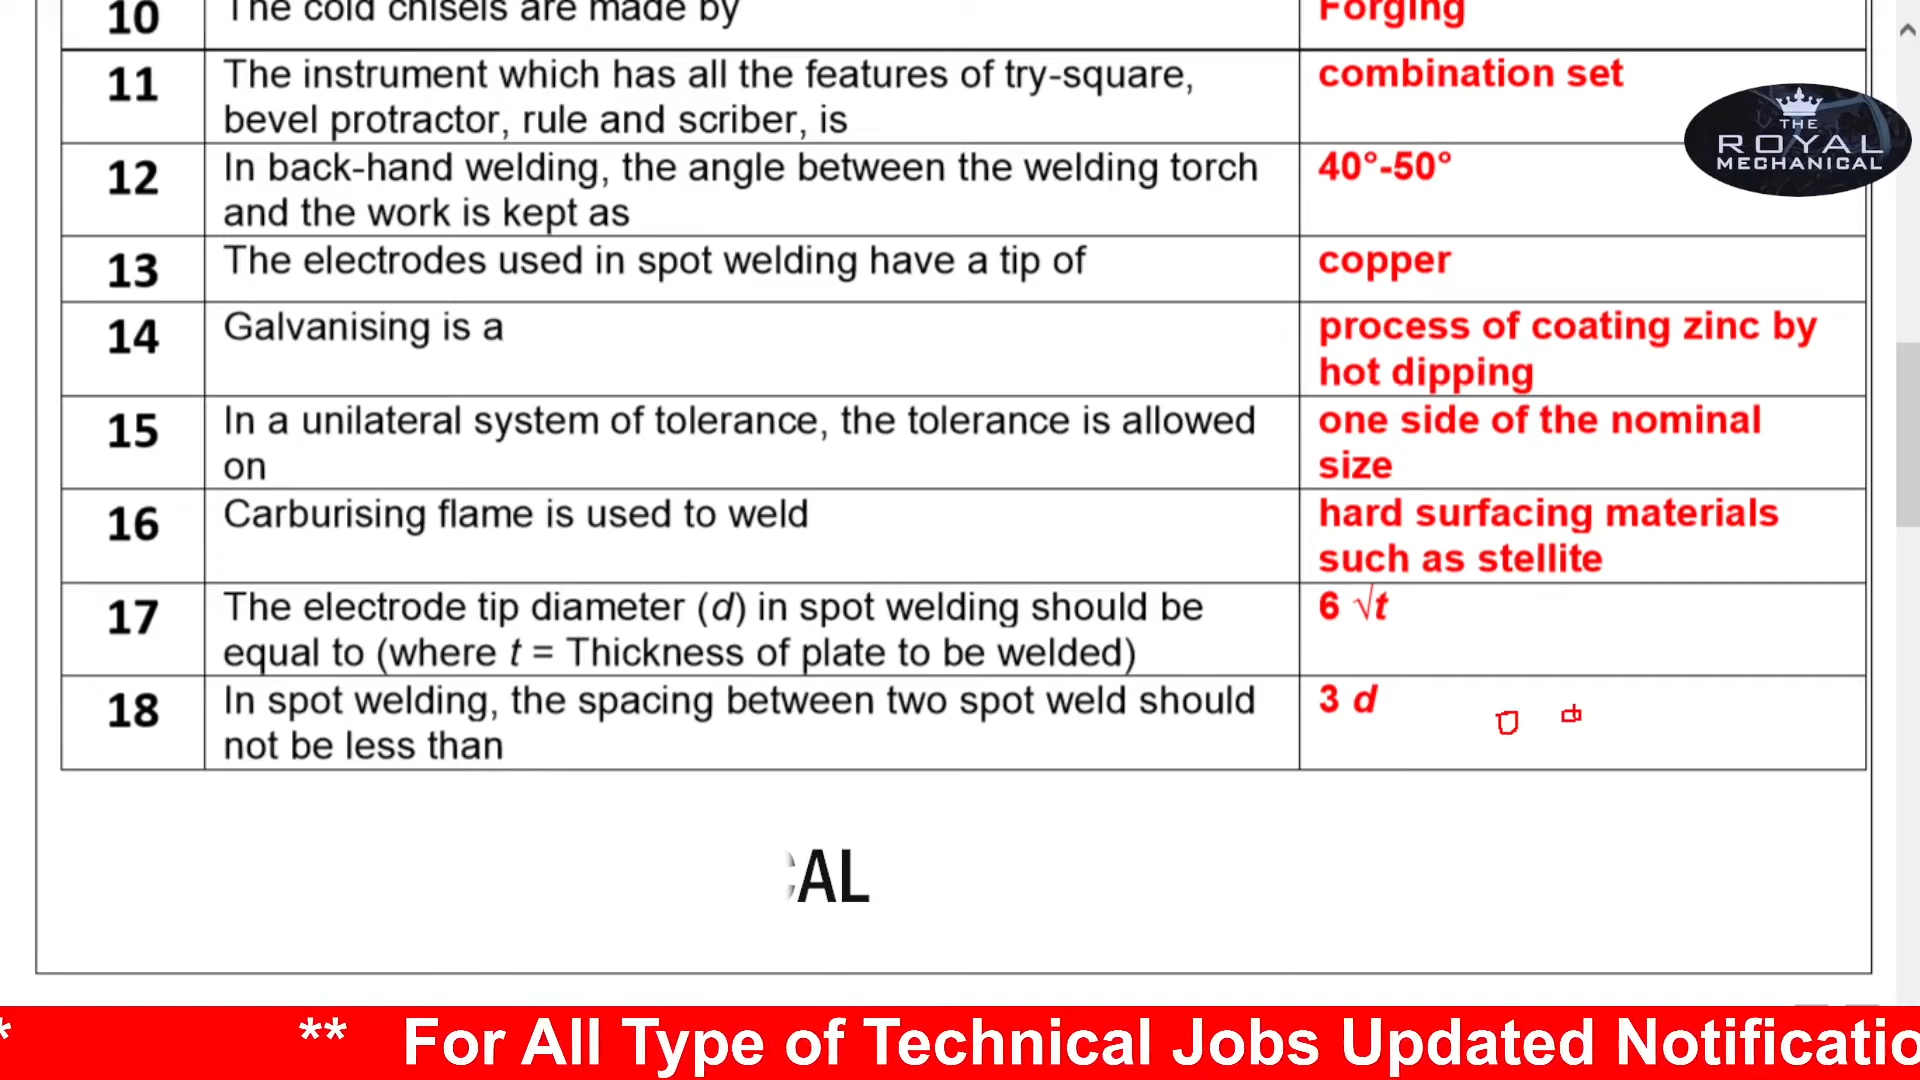 10 The cold chisels are made by Forging
11 The instrument which has all the features of try-square, combination set
bevel protractor, rule and scriber, is
THE
ROYAL
MECHANICAL
12 In back-hand welding, the angle between the welding torch 40°-50°
and the work is kept as
13 The electrodes used in spot welding have a tip of copper
14 Galvanising is a process of coating zinc by
hot dipping
15 In a unilateral system of tolerance, the tolerance is allowed one side of the nominal
on size
16 Carburising flame is used to weld hard surfacing materials
such as stellite
17 The electrode tip diameter (d) in spot welding should be 6 √t
equal to (where t = Thickness of plate to be welded)
18 In spot welding, the spacing between two spot weld should 3 d
not be less than
CAL
* ** For All Type of Technical Jobs Updated Notificatio